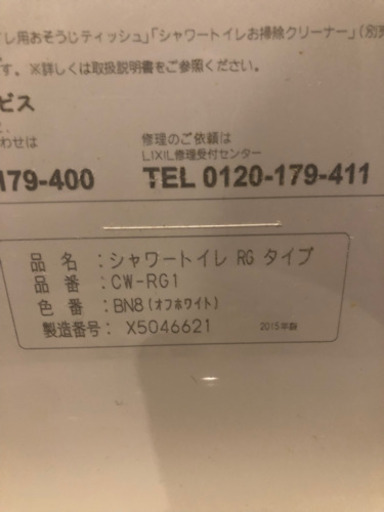 レ用おそうじティッシュ」「シャワートイレお掃除クリーナー」(別売
す。※詳しくは取扱説明書をご参照ください。
ビス
わせは 修理のご依頼は
LIXIL修理受付センター
179-400 TEL 0120-179-411
品名:シャワートイレ RG タイプ
品番:CW-RG1
色番:BN8(オフホワイト)
製造番号:X5046621 2015年製